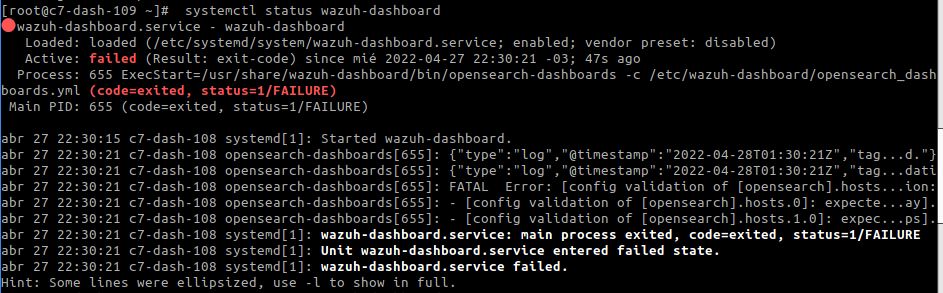 [root@c7-dash-109 ~]#  systemctl status wazuh-dashboard
● wazuh-dashboard.service - wazuh-dashboard
   Loaded: loaded (/etc/systemd/system/wazuh-dashboard.service; enabled; vendor preset: disabled)
   Active: failed (Result: exit-code) since mié 2022-04-27 22:30:21 -03; 47s ago
  Process: 655 ExecStart=/usr/share/wazuh-dashboard/bin/opensearch-dashboards -c /etc/wazuh-dashboard/opensearch_dash
boards.yml (code=exited, status=1/FAILURE)
 Main PID: 655 (code=exited, status=1/FAILURE)

abr 27 22:30:15 c7-dash-108 systemd[1]: Started wazuh-dashboard.
abr 27 22:30:21 c7-dash-108 opensearch-dashboards[655]: {"type":"log","@timestamp":"2022-04-28T01:30:21Z","tag...d."}
abr 27 22:30:21 c7-dash-108 opensearch-dashboards[655]: {"type":"log","@timestamp":"2022-04-28T01:30:21Z","tag...dati
abr 27 22:30:21 c7-dash-108 opensearch-dashboards[655]: FATAL  Error: [config validation of [opensearch].hosts...ion:
abr 27 22:30:21 c7-dash-108 opensearch-dashboards[655]: - [config validation of [opensearch].hosts.0]: expecte...ay].
abr 27 22:30:21 c7-dash-108 opensearch-dashboards[655]: - [config validation of [opensearch].hosts.1.0]: expec...ps].
abr 27 22:30:21 c7-dash-108 systemd[1]: wazuh-dashboard.service: main process exited, code=exited, status=1/FAILURE
abr 27 22:30:21 c7-dash-108 systemd[1]: Unit wazuh-dashboard.service entered failed state.
abr 27 22:30:21 c7-dash-108 systemd[1]: wazuh-dashboard.service failed.
Hint: Some lines were ellipsized, use -l to show in full.